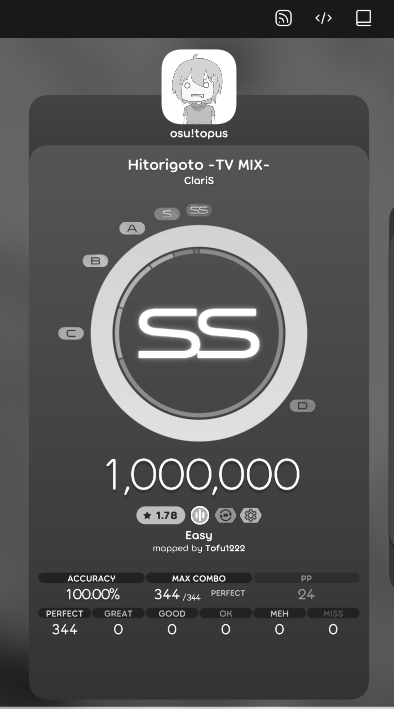 osu!topus
Hitorigoto -TV MIX-
ClariS
S SS
A
B
C
SS
D
1,000,000
★ 1.78
Easy
mapped by Tofu1222
ACCURACY MAX COMBO PP
100.00% 344 /344 PERFECT 24
PERFECT GREAT GOOD OK MEH MISS
344 0 0 0 0 0